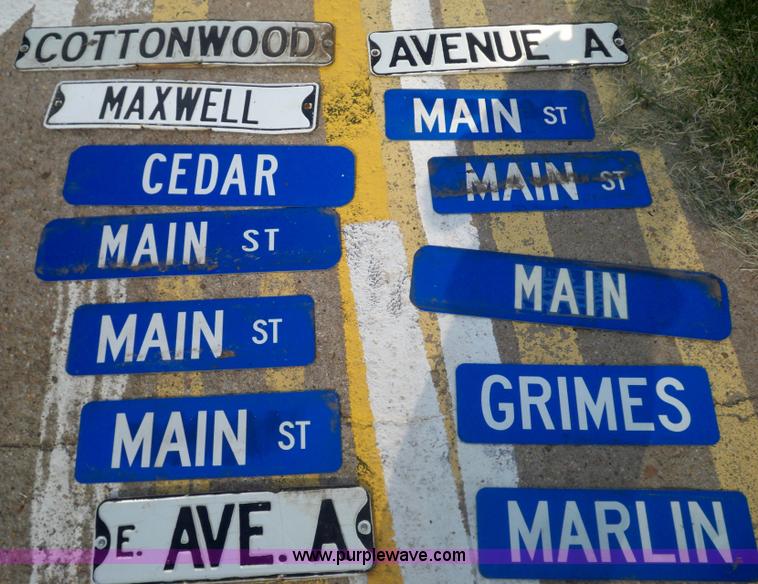 COTTONWOOD
MAXWELL
CEDAR
MAIN ST
MAIN ST
MAIN ST
E. AVE. A
AVENUE A
MAIN ST
MAIN ST
MAIN
GRIMES
MARLIN
www.purplewave.com